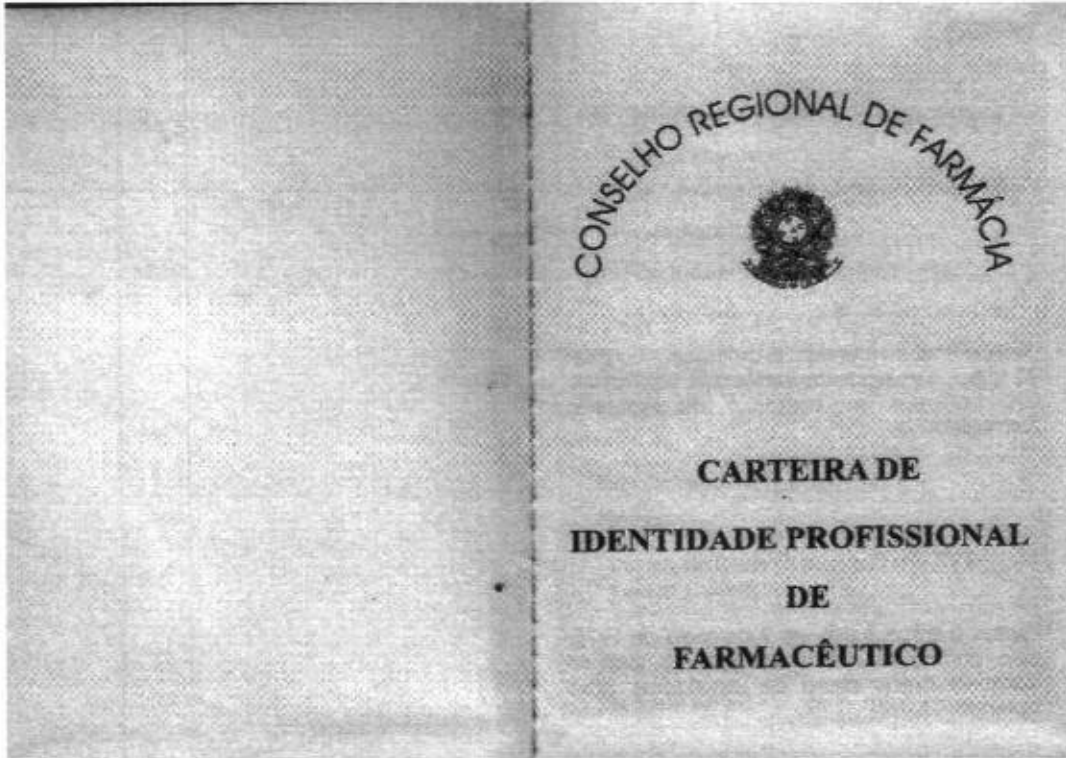 CONSELHO REGIONAL DE FARMÁCIA
CARTEIRA DE
IDENTIDADE PROFISSIONAL
DE
FARMACÊUTICO